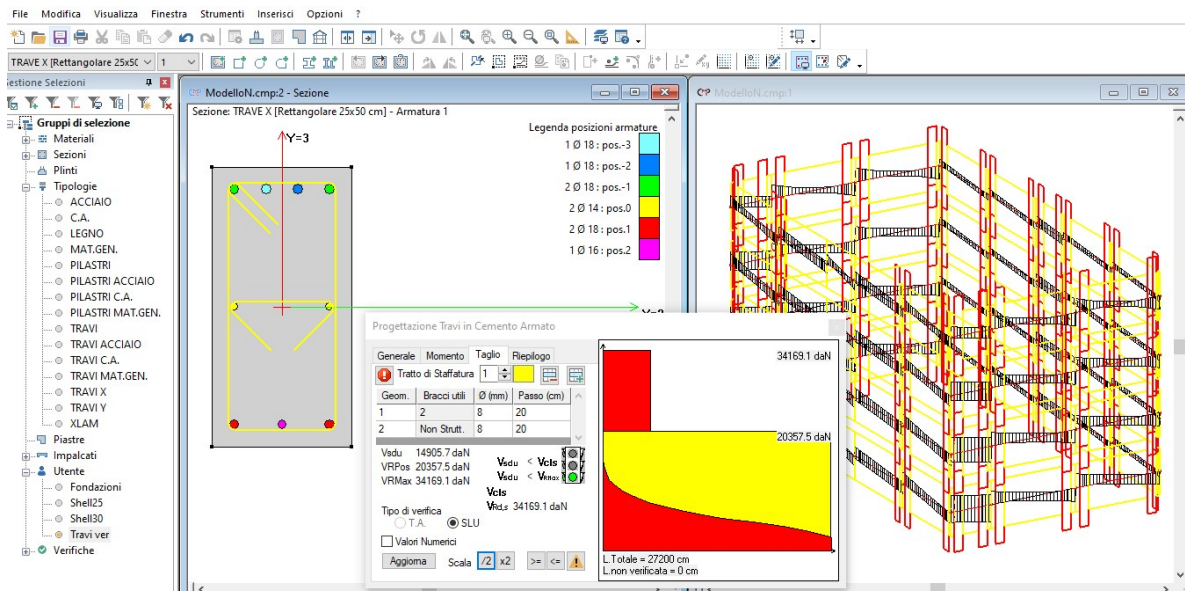 File Modifica Visualizza Finestra Strumenti Inserisci Opzioni ?
TRAVE X [Rettangolare 25x5( 1
Gestione Selezioni
Gruppi di selezione
Materiali
Sezioni
Plinti
Tipologie
ACCIAIO
C.A.
LEGNO
MAT.GEN.
PILASTRI
PILASTRI ACCIAIO
PILASTRI C.A.
PILASTRI MAT.GEN.
TRAVI
TRAVI ACCIAIO
TRAVI C.A.
TRAVI MAT.GEN.
TRAVI X
TRAVI Y
XLAM
Piastre
Impalcati
Utente
Fondazioni
Shell25
Shell30
Travi ver
Verifiche
ModelloN.cmp:2 - Sezione
Sezione: TRAVE X [Rettangolare 25x50 cm] - Armatura 1
Y=3
Legenda posizioni armature
1 Ø 18 : pos.-3
1 Ø 18 : pos.-2
2 Ø 18 : pos.-1
2 Ø 14 : pos.0
2 Ø 18 : pos.1
1 Ø 16 : pos.2
ModelloN.cmp:1
Progettazione Travi in Cemento Armato
Generale Momento Taglio Riepilogo
Tratto di Staffatura 1
Geom. Bracci utili Ø (mm) Passo (cm)
1 2 8 20
2 Non Strutt. 8 20
Vsdu 14905.7 daN
VRPos 20357.5 daN
VRMax 34169.1 daN
Vsdu < Vcls
Vsdu < VRmax
Vcls
VRd,s 34169.1 daN
Tipo di verifica
T.A. SLU
Valori Numerici
Aggiorna Scala /2 x2 >= <=
34169.1 daN
20357.5 daN
L.Totale = 27200 cm
L.non verificata = 0 cm